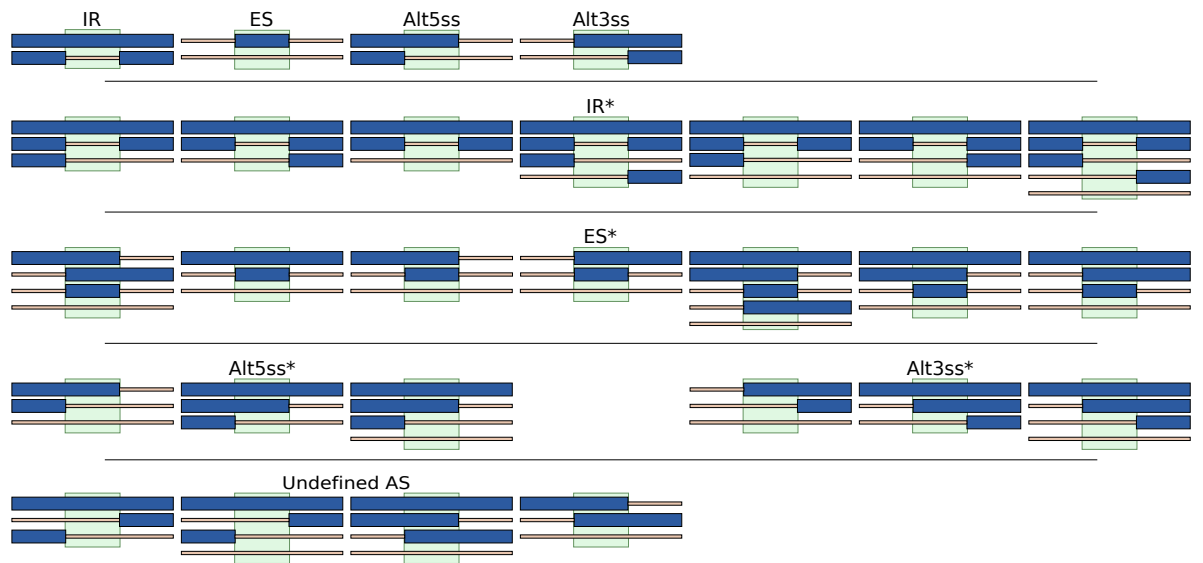 IR
ES
Alt5ss
Alt3ss
IR*
ES*
Alt5ss*
Alt3ss*
Undefined AS